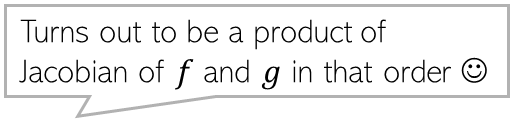 Turns out to be a product of
Jacobian of f and g in that order ☺